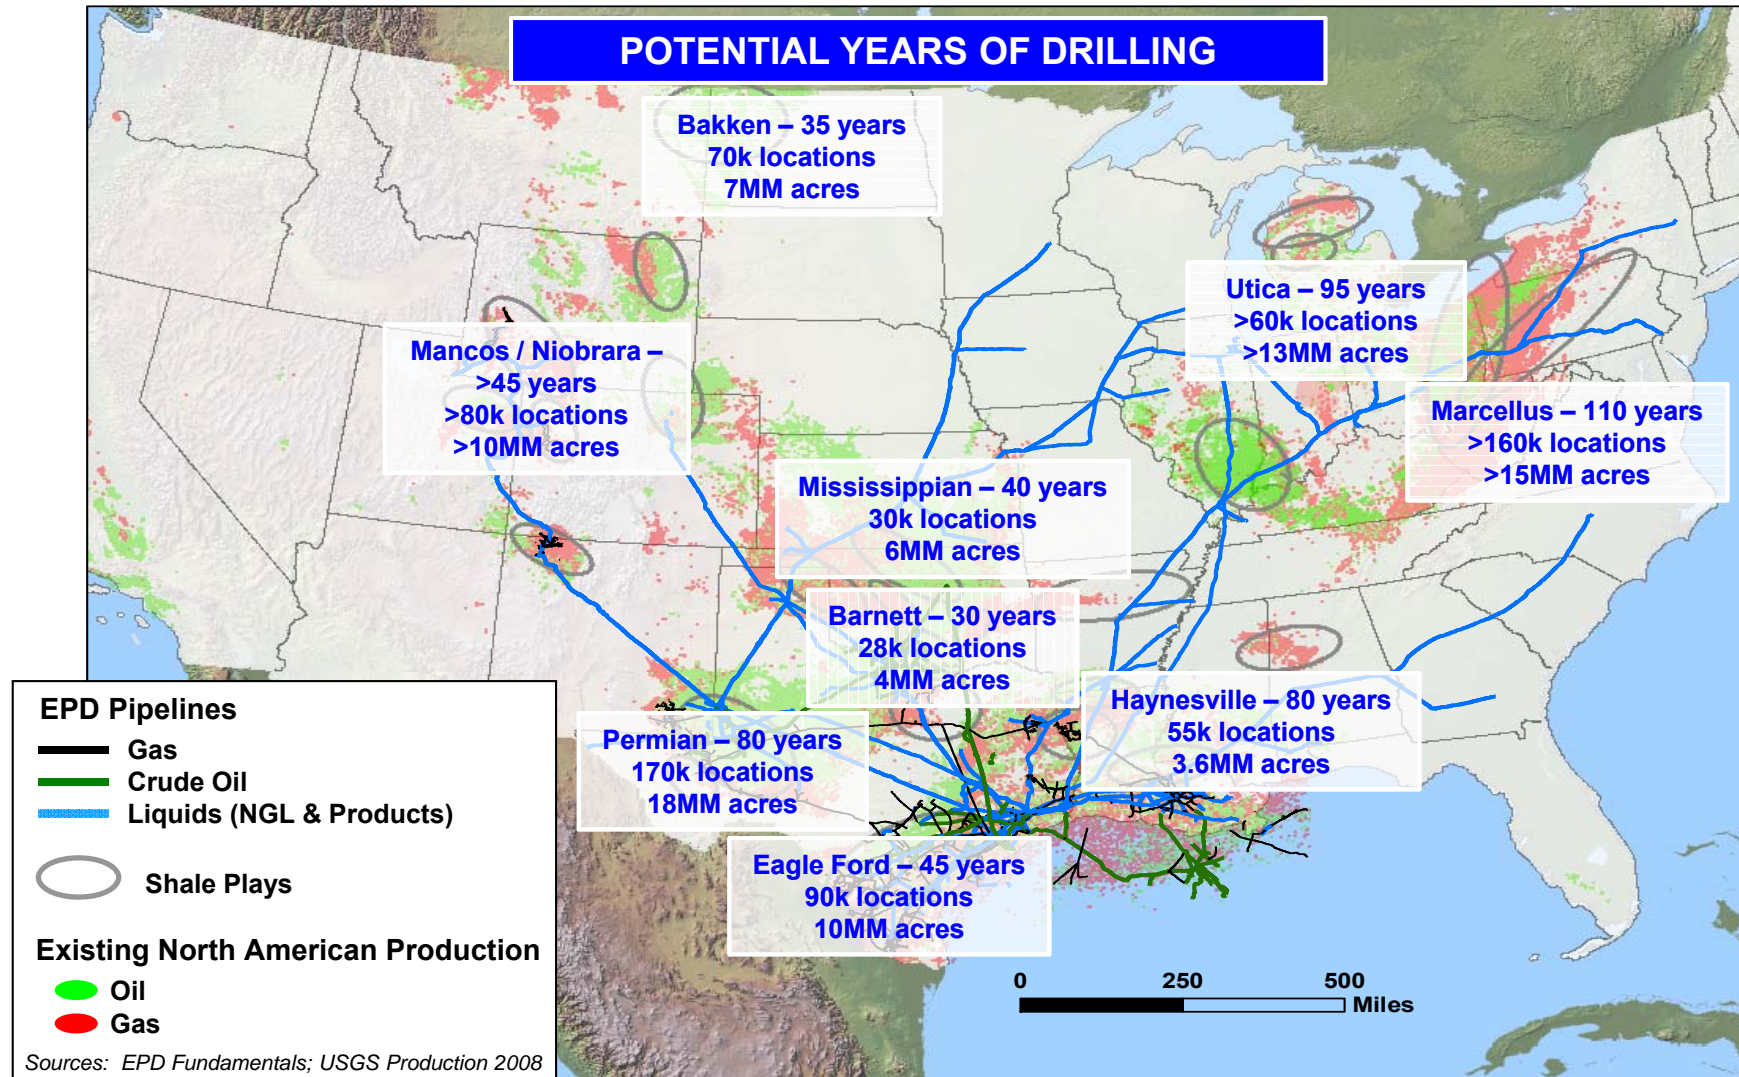 POTENTIAL YEARS OF DRILLING
Bakken – 35 years
70k locations
7MM acres
Utica – 95 years
>60k locations
>13MM acres
Mancos / Niobrara –
>45 years
>80k locations
>10MM acres
Marcellus – 110 years
>160k locations
>15MM acres
Mississippian – 40 years
30k locations
6MM acres
Barnett – 30 years
28k locations
4MM acres
Haynesville – 80 years
55k locations
3.6MM acres
Permian – 80 years
170k locations
18MM acres
Eagle Ford – 45 years
90k locations
10MM acres
EPD Pipelines
Gas
Crude Oil
Liquids (NGL & Products)
Shale Plays
Existing North American Production
Oil
Gas
Sources: EPD Fundamentals; USGS Production 2008
0 250 500
Miles